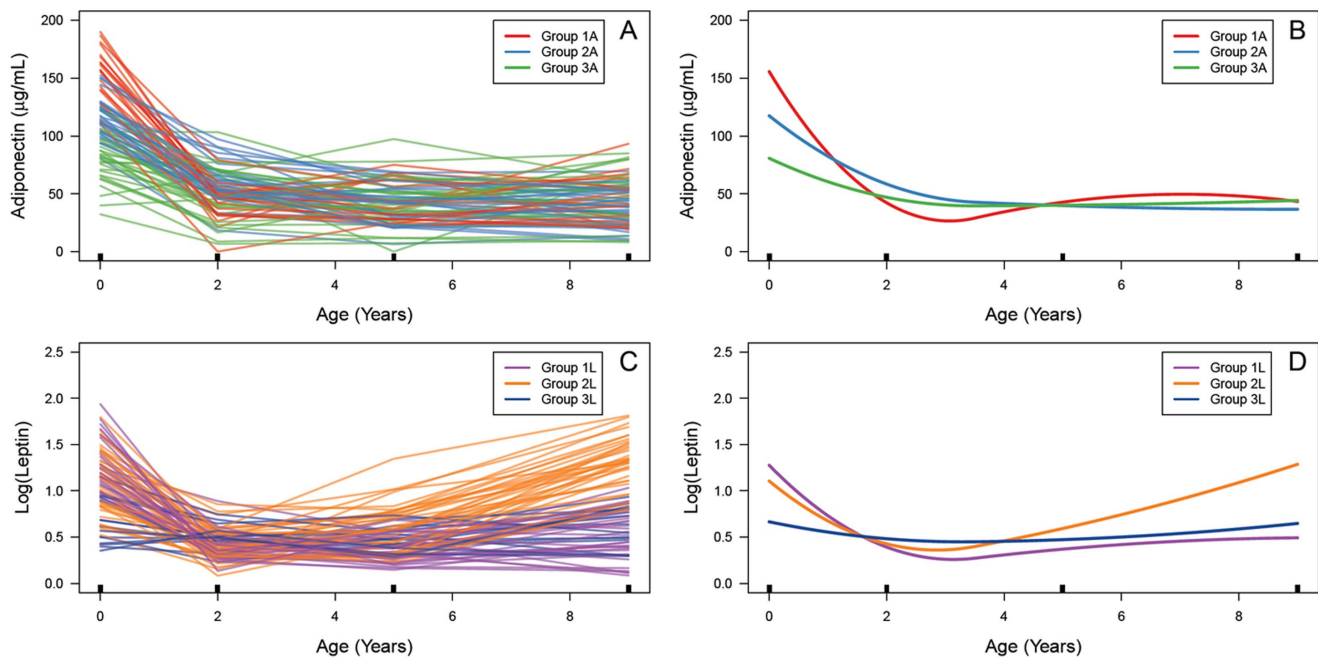 A
Group 1A
Group 2A
Group 3A
Adiponectin (μg/mL)
200
150
100
50
0
0 2 4 6 8
Age (Years)
B
Group 1A
Group 2A
Group 3A
Adiponectin (μg/mL)
200
150
100
50
0
0 2 4 6 8
Age (Years)
C
Group 1L
Group 2L
Group 3L
Log(Leptin)
2.5
2.0
1.5
1.0
0.5
0.0
0 2 4 6 8
Age (Years)
D
Group 1L
Group 2L
Group 3L
Log(Leptin)
2.5
2.0
1.5
1.0
0.5
0.0
0 2 4 6 8
Age (Years)